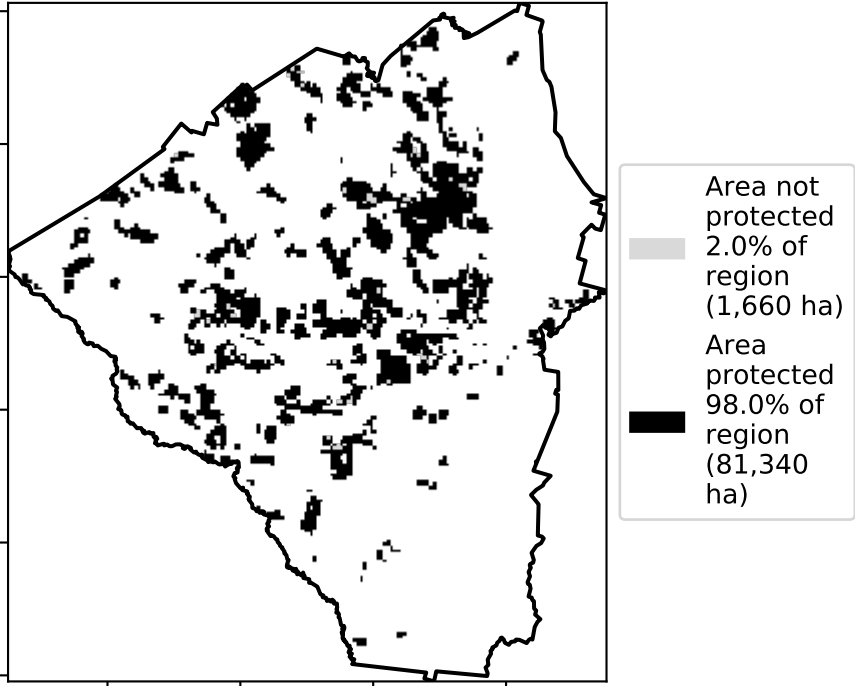 Area not
protected
2.0% of
region
(1,660 ha)
Area
protected
98.0% of
region
(81,340
ha)